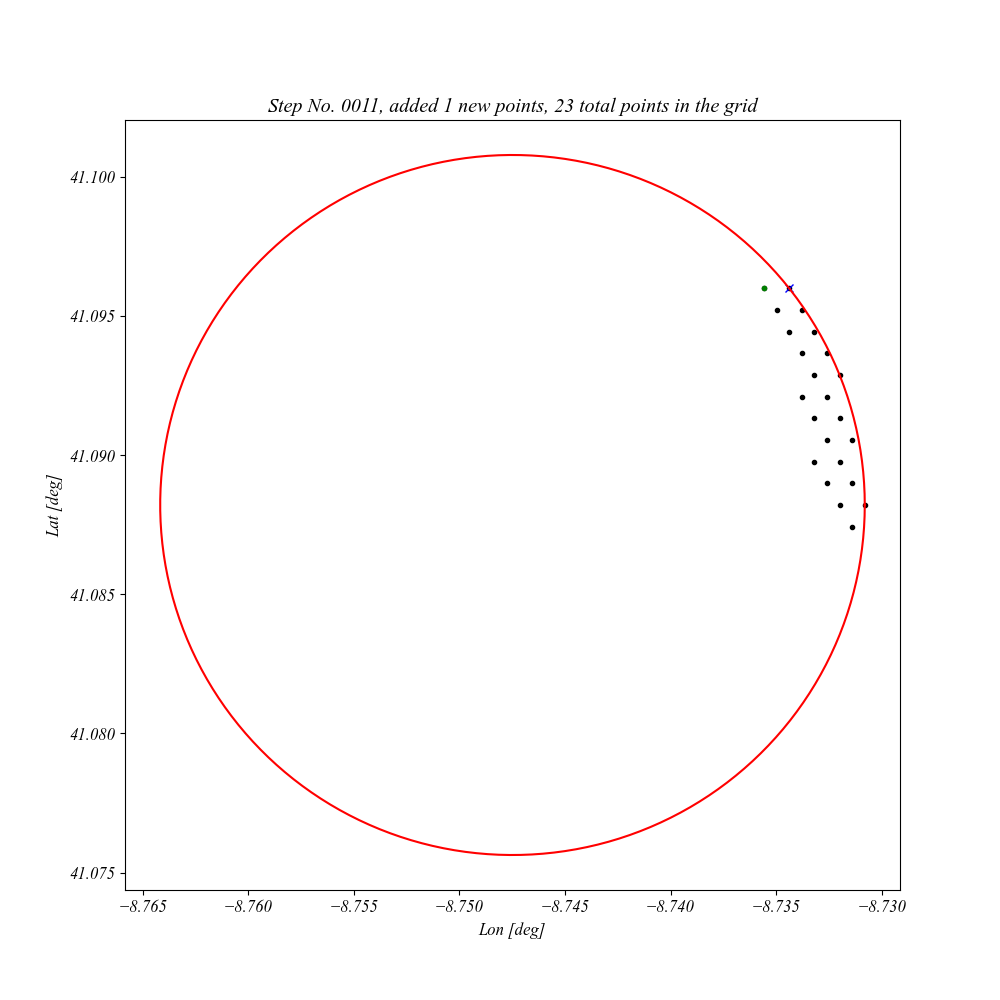 Step No. 0011, added 1 new points, 23 total points in the grid
41.100
41.095
41.090
41.085
41.080
41.075
Lat [deg]
−8.765 −8.760 −8.755 −8.750 −8.745 −8.740 −8.735 −8.730
Lon [deg]